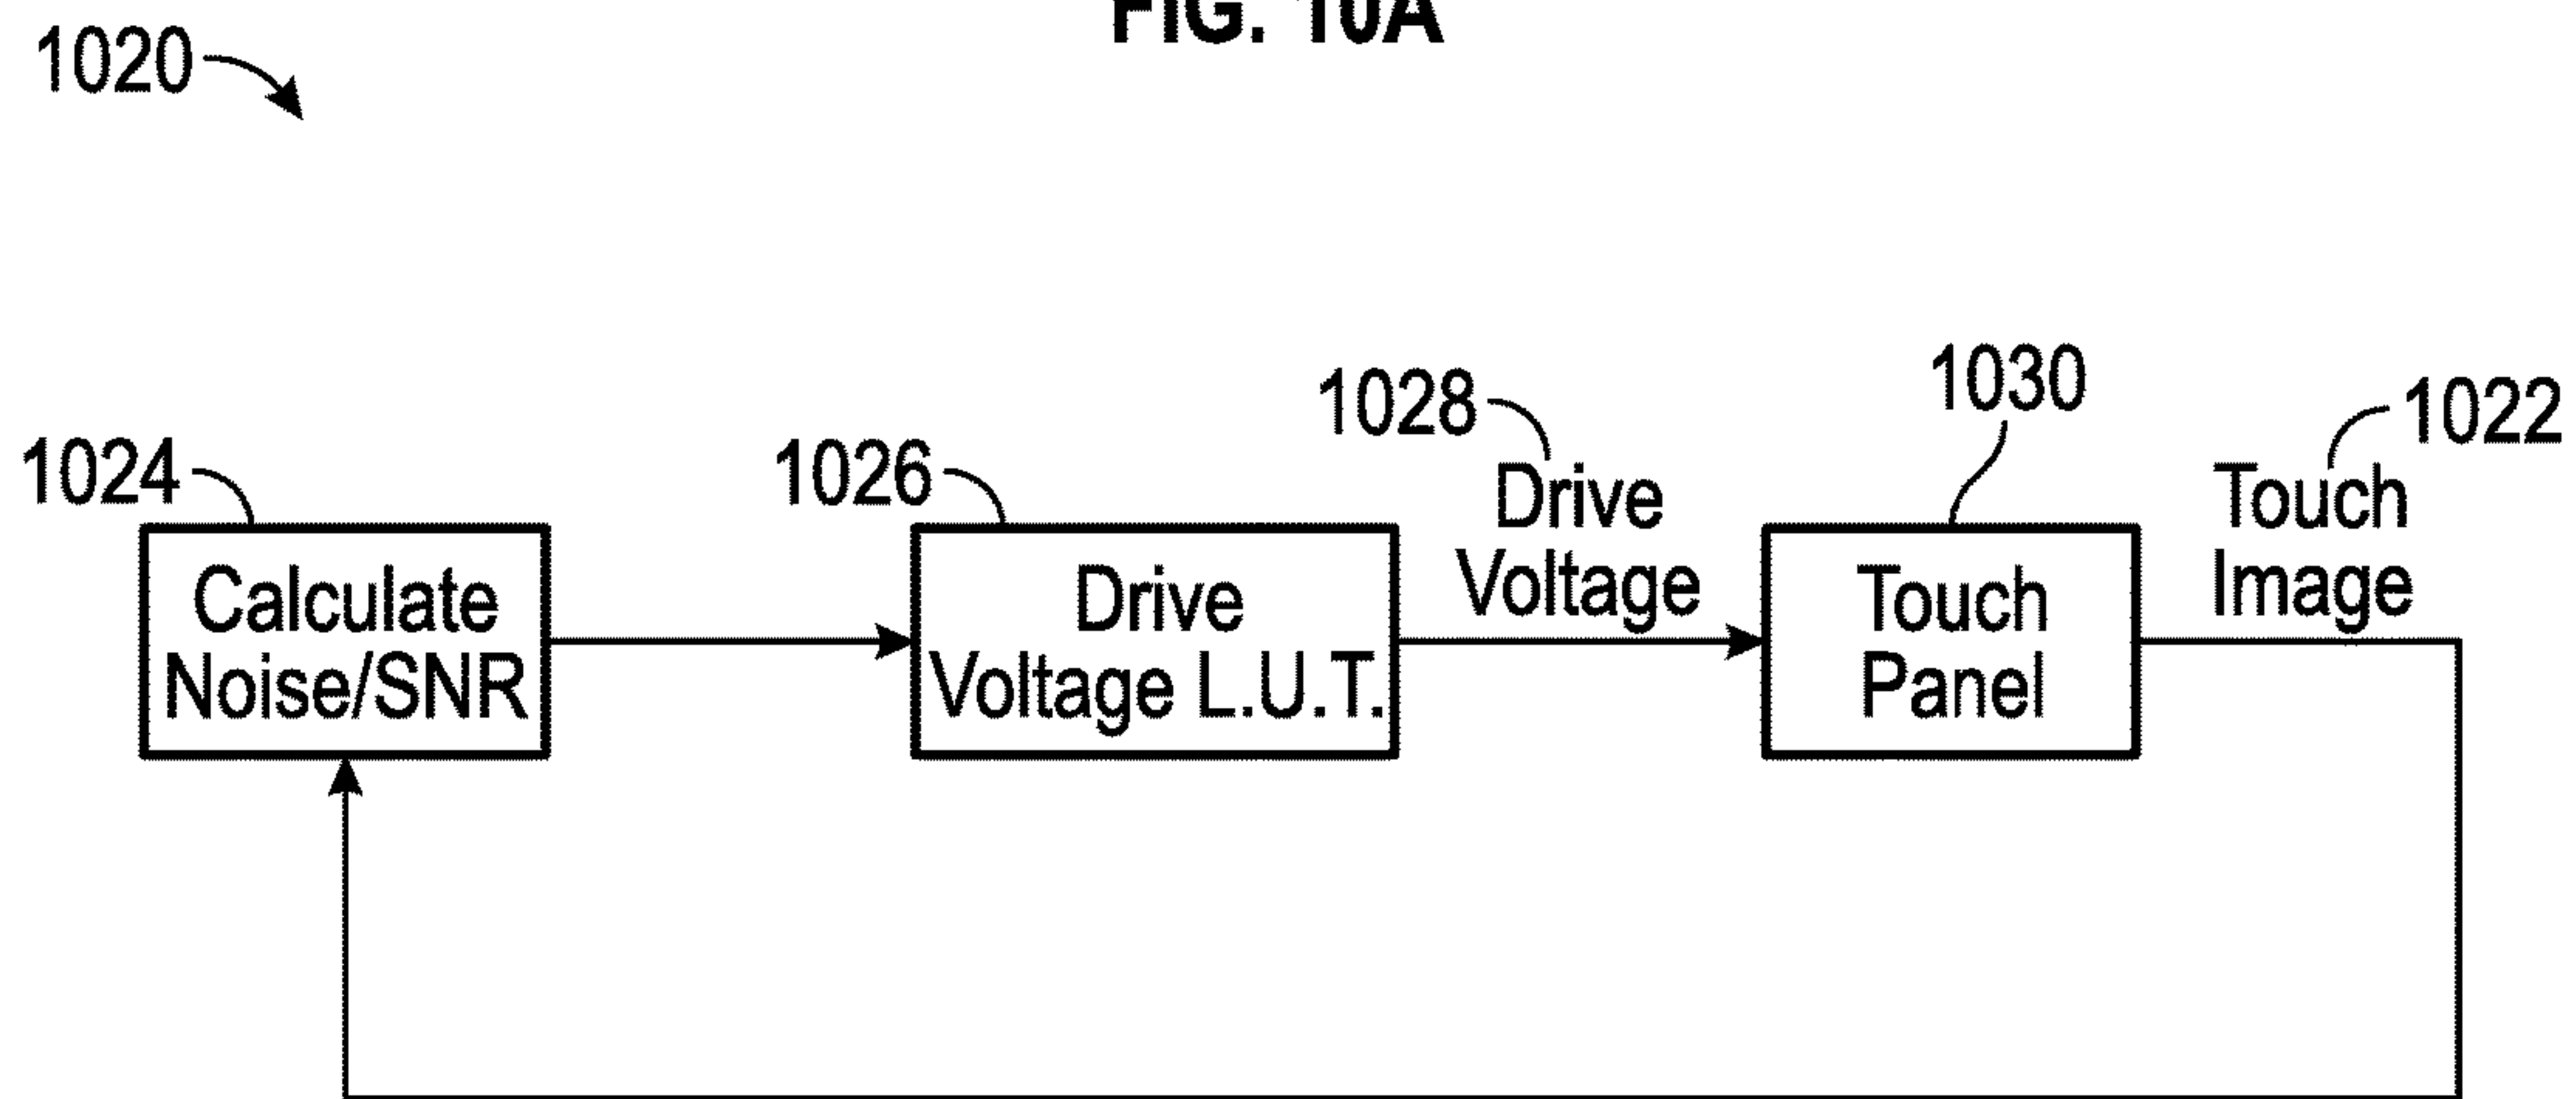 FIG. 10A
1020
1024
Calculate
Noise/SNR
1026
Drive
Voltage L.U.T.
1028
Drive
Voltage
1030
Touch
Panel
1022
Touch
Image